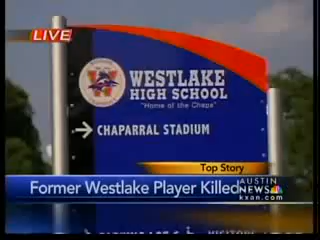 LIVE
WESTLAKE
HIGH SCHOOL
"Home of the Chaps"
CHAPARRAL STADIUM
Top Story
Former Westlake Player Killed
AUSTIN
NEWS
kxan.com